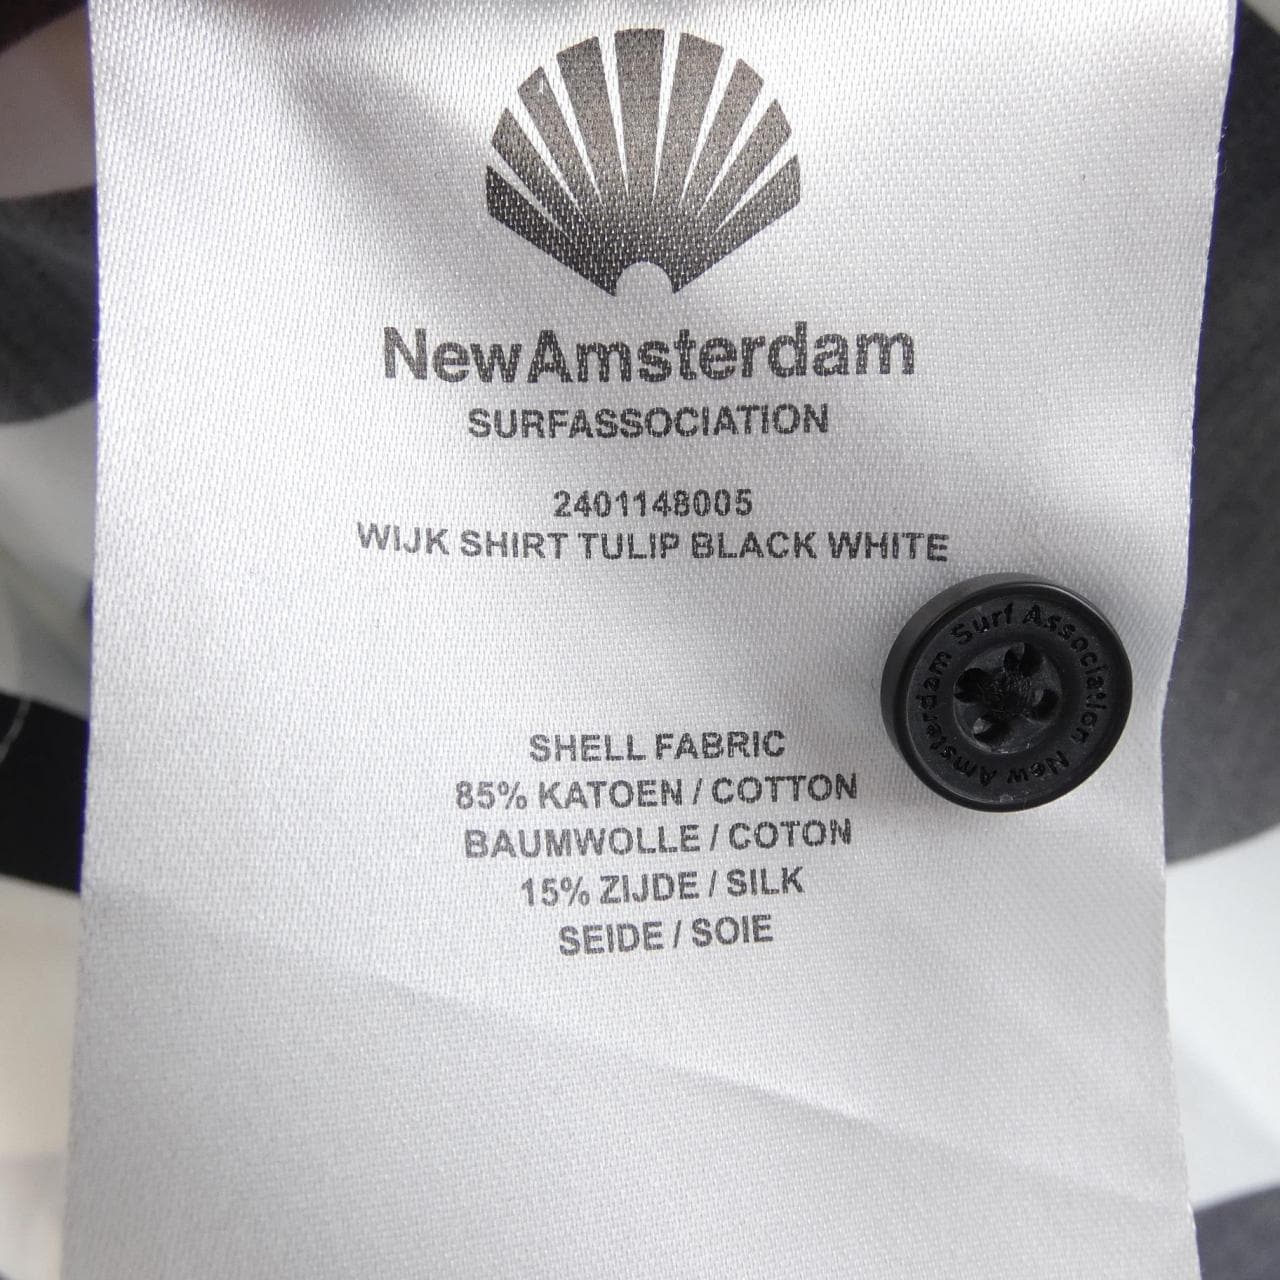 NewAmsterdam
SURFASSOCIATION
2401148005
WIJK SHIRT TULIP BLACK WHITE
New Amsterdam Surf Association
SHELL FABRIC
85% KATOEN / COTTON
BAUMWOLLE / COTON
15% ZIJDE / SILK
SEIDE / SOIE